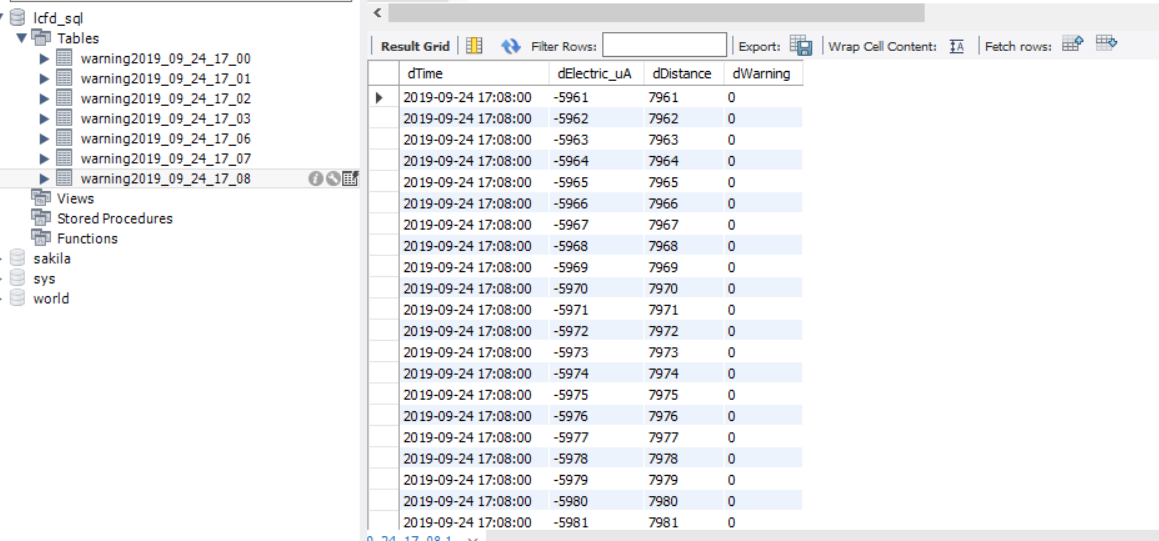 lcfd_sql
Tables
warning2019_09_24_17_00
warning2019_09_24_17_01
warning2019_09_24_17_02
warning2019_09_24_17_03
warning2019_09_24_17_06
warning2019_09_24_17_07
warning2019_09_24_17_08
Views
Stored Procedures
Functions
sakila
sys
world
Result Grid Filter Rows: Export: Wrap Cell Content: IA Fetch rows:
dTime dElectric_uA dDistance dWarning
2019-09-24 17:08:00 -5961 7961 0
2019-09-24 17:08:00 -5962 7962 0
2019-09-24 17:08:00 -5963 7963 0
2019-09-24 17:08:00 -5964 7964 0
2019-09-24 17:08:00 -5965 7965 0
2019-09-24 17:08:00 -5966 7966 0
2019-09-24 17:08:00 -5967 7967 0
2019-09-24 17:08:00 -5968 7968 0
2019-09-24 17:08:00 -5969 7969 0
2019-09-24 17:08:00 -5970 7970 0
2019-09-24 17:08:00 -5971 7971 0
2019-09-24 17:08:00 -5972 7972 0
2019-09-24 17:08:00 -5973 7973 0
2019-09-24 17:08:00 -5974 7974 0
2019-09-24 17:08:00 -5975 7975 0
2019-09-24 17:08:00 -5976 7976 0
2019-09-24 17:08:00 -5977 7977 0
2019-09-24 17:08:00 -5978 7978 0
2019-09-24 17:08:00 -5979 7979 0
2019-09-24 17:08:00 -5980 7980 0
2019-09-24 17:08:00 -5981 7981 0